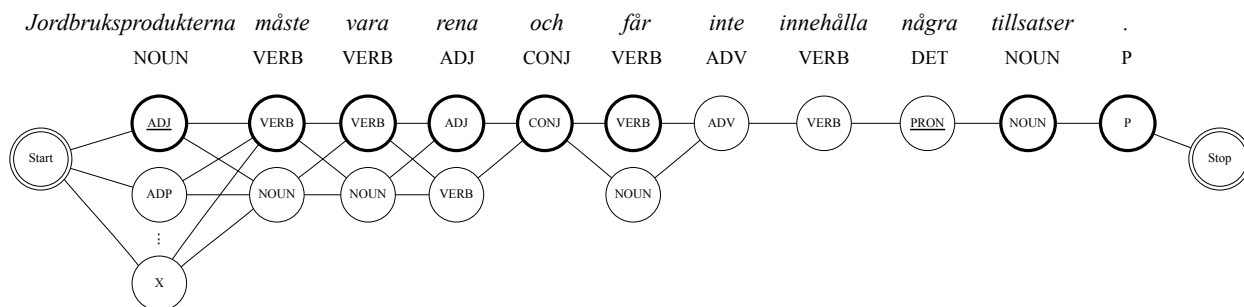 Jordbruksprodukterna måste vara rena och får inte innehålla några tillsatser .
NOUN VERB VERB ADJ CONJ VERB ADV VERB DET NOUN P
ADJ VERB VERB ADJ CONJ VERB ADV VERB PRON NOUN P
Start Stop
ADP NOUN NOUN VERB NOUN
⋮
X